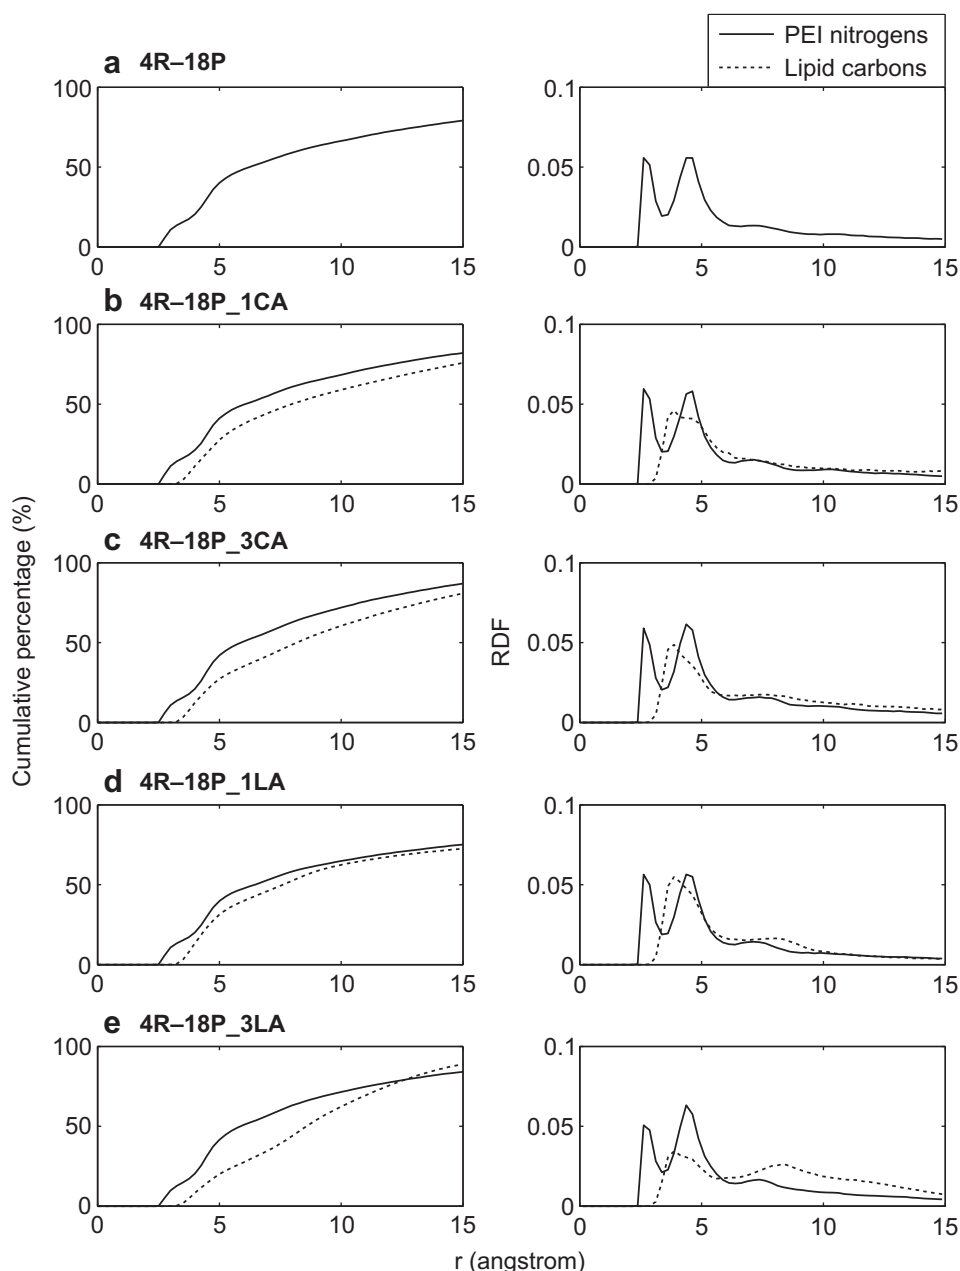 PEI nitrogens
Lipid carbons
a 4R–18P
100
50
0
0 5 10 15
0.1
0.05
0
0 5 10 15
b 4R–18P_1CA
100
50
0
0 5 10 15
0.1
0.05
0
0 5 10 15
c 4R–18P_3CA
100
50
0
0 5 10 15
0.1
0.05
0
0 5 10 15
d 4R–18P_1LA
100
50
0
0 5 10 15
0.1
0.05
0
0 5 10 15
e 4R–18P_3LA
100
50
0
0 5 10 15
0.1
0.05
0
0 5 10 15
Cumulative percentage (%)
RDF
r (angstrom)